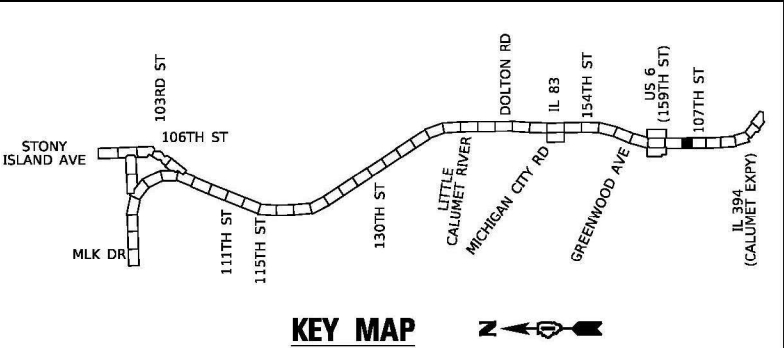 103RD ST
106TH ST
STONY
ISLAND AVE
MLK DR
111TH ST
115TH ST
130TH ST
LITTLE
CALUMET RIVER
DOLTON RD
MICHIGAN CITY RD
IL 83
154TH ST
GREENWOOD AVE
US 6
(159TH ST)
107TH ST
IL 394
(CALUMET EXPY)
KEY MAP
N